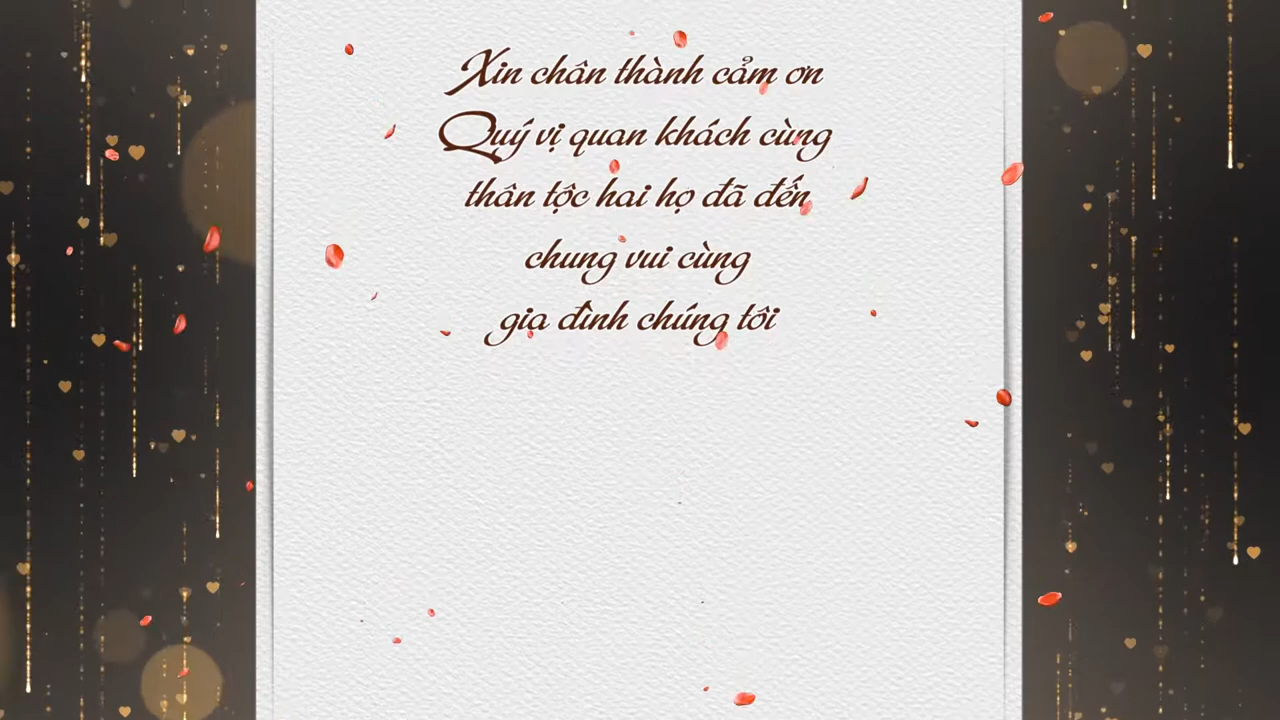 Xin chân thành cảm ơn
Quý vị quan khách cùng
thân tộc hai họ đã đến
chung vui cùng
gia đình chúng tôi